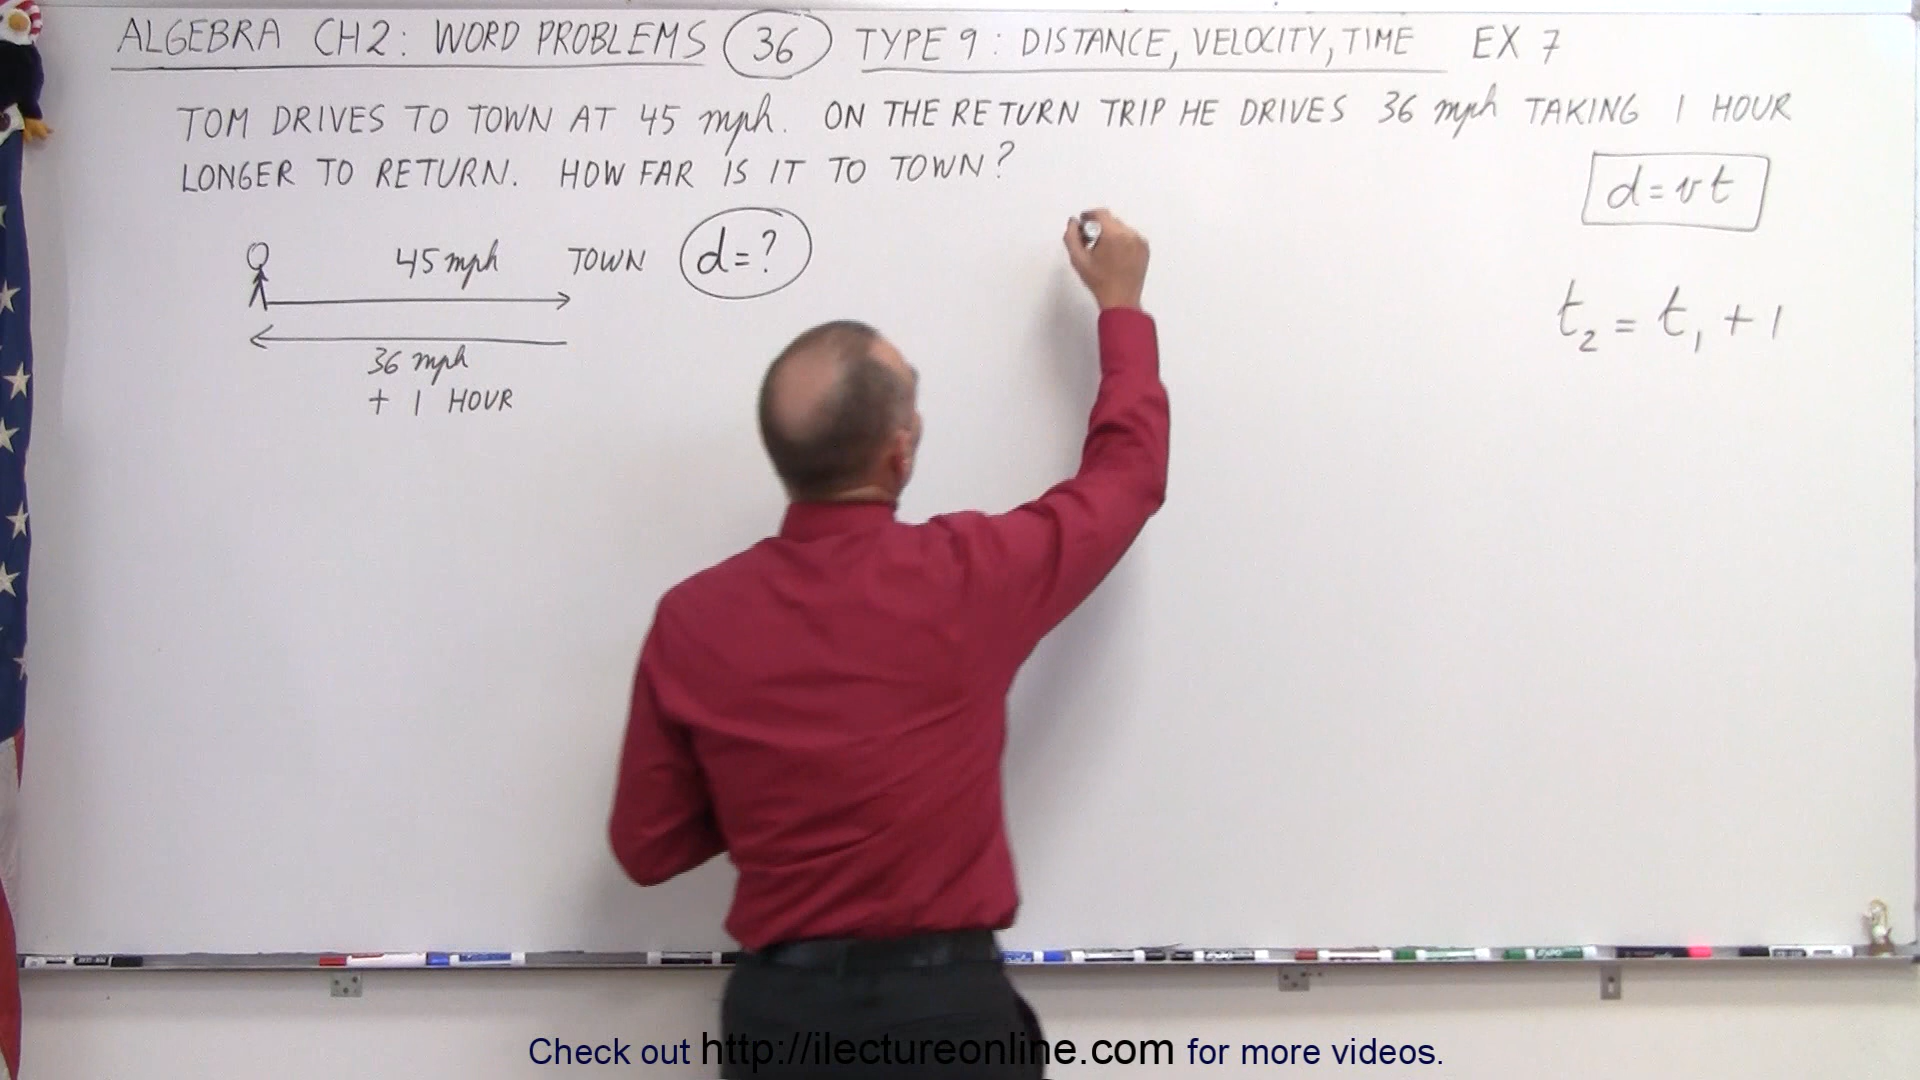 ALGEBRA CH2: WORD PROBLEMS 36 TYPE 9: DISTANCE, VELOCITY, TIME EX 7
TOM DRIVES TO TOWN AT 45 mph. ON THE RETURN TRIP HE DRIVES 36 mph TAKING 1 HOUR
LONGER TO RETURN. HOW FAR IS IT TO TOWN?
d = vt
45 mph TOWN d = ?
t₂ = t₁ + 1
36 mph
+ 1 HOUR
Check out http://ilectureonline.com for more videos.